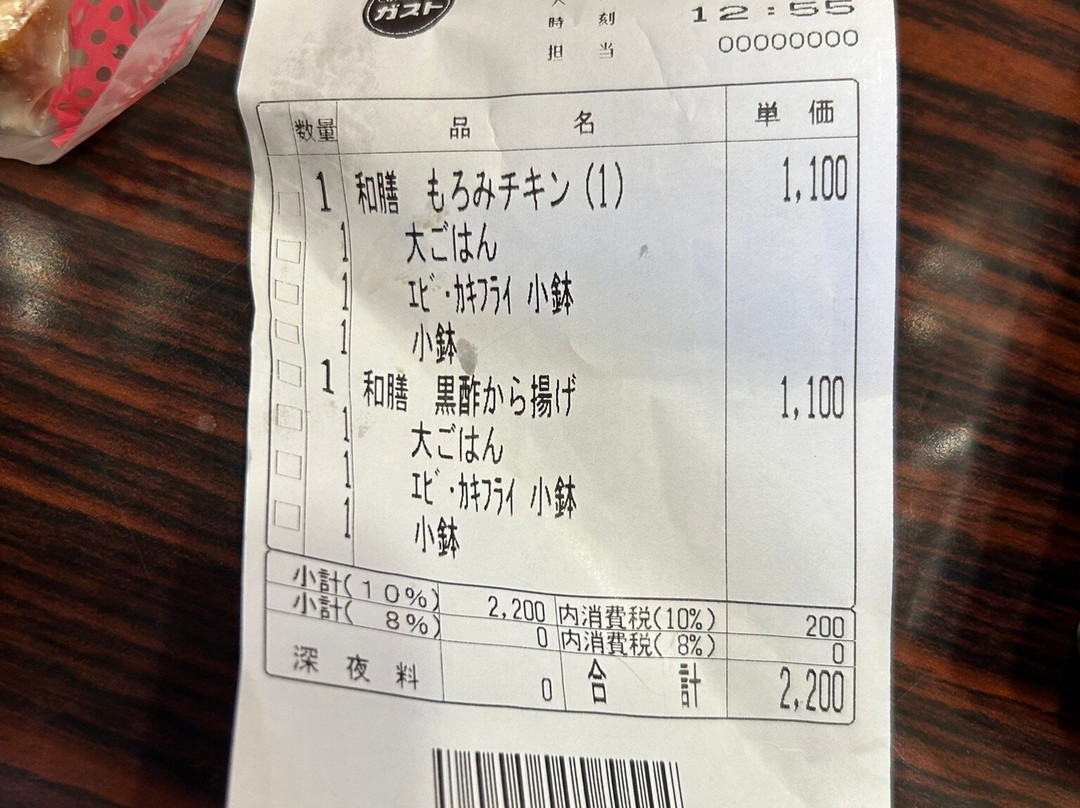 ガスト
時刻 12:55
担当 00000000
数量 品名 単価
1 和膳 もろみチキン(1) 1,100
1 大ごはん
1 ｴﾋﾞ･ｶｷﾌﾗｲ 小鉢
1 小鉢
1 和膳 黒酢から揚げ 1,100
1 大ごはん
1 ｴﾋﾞ･ｶｷﾌﾗｲ 小鉢
1 小鉢
小計(10%) 2,200 内消費税(10%) 200
小計( 8%) 0 内消費税( 8%) 0
深夜料 0 合計 2,200